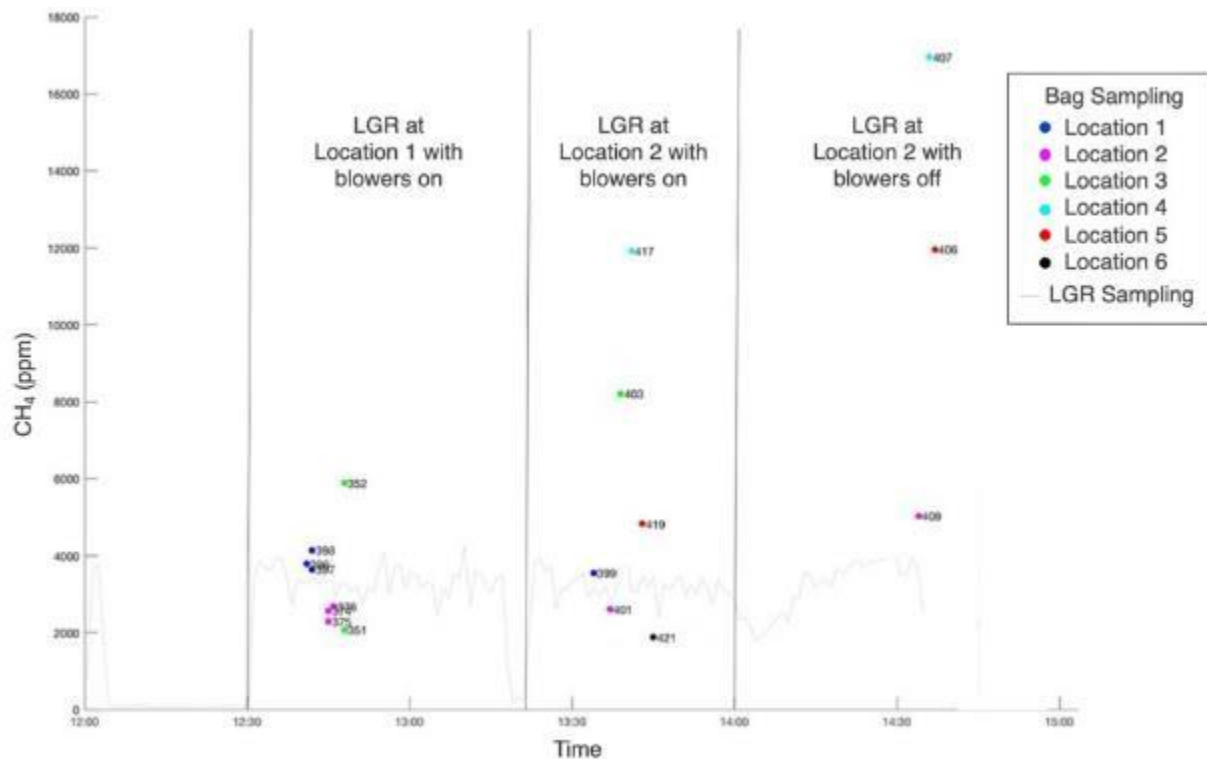 18000
16000
14000
12000
10000
8000
6000
4000
2000
0
CH4 (ppm)
LGR at
Location 1 with
blowers on
LGR at
Location 2 with
blowers on
LGR at
Location 2 with
blowers off
407
417
406
403
352
419
409
398
397
399
401
375
351
421
12:00
12:30
13:00
13:30
14:00
14:30
15:00
Time
Bag Sampling
Location 1
Location 2
Location 3
Location 4
Location 5
Location 6
LGR Sampling